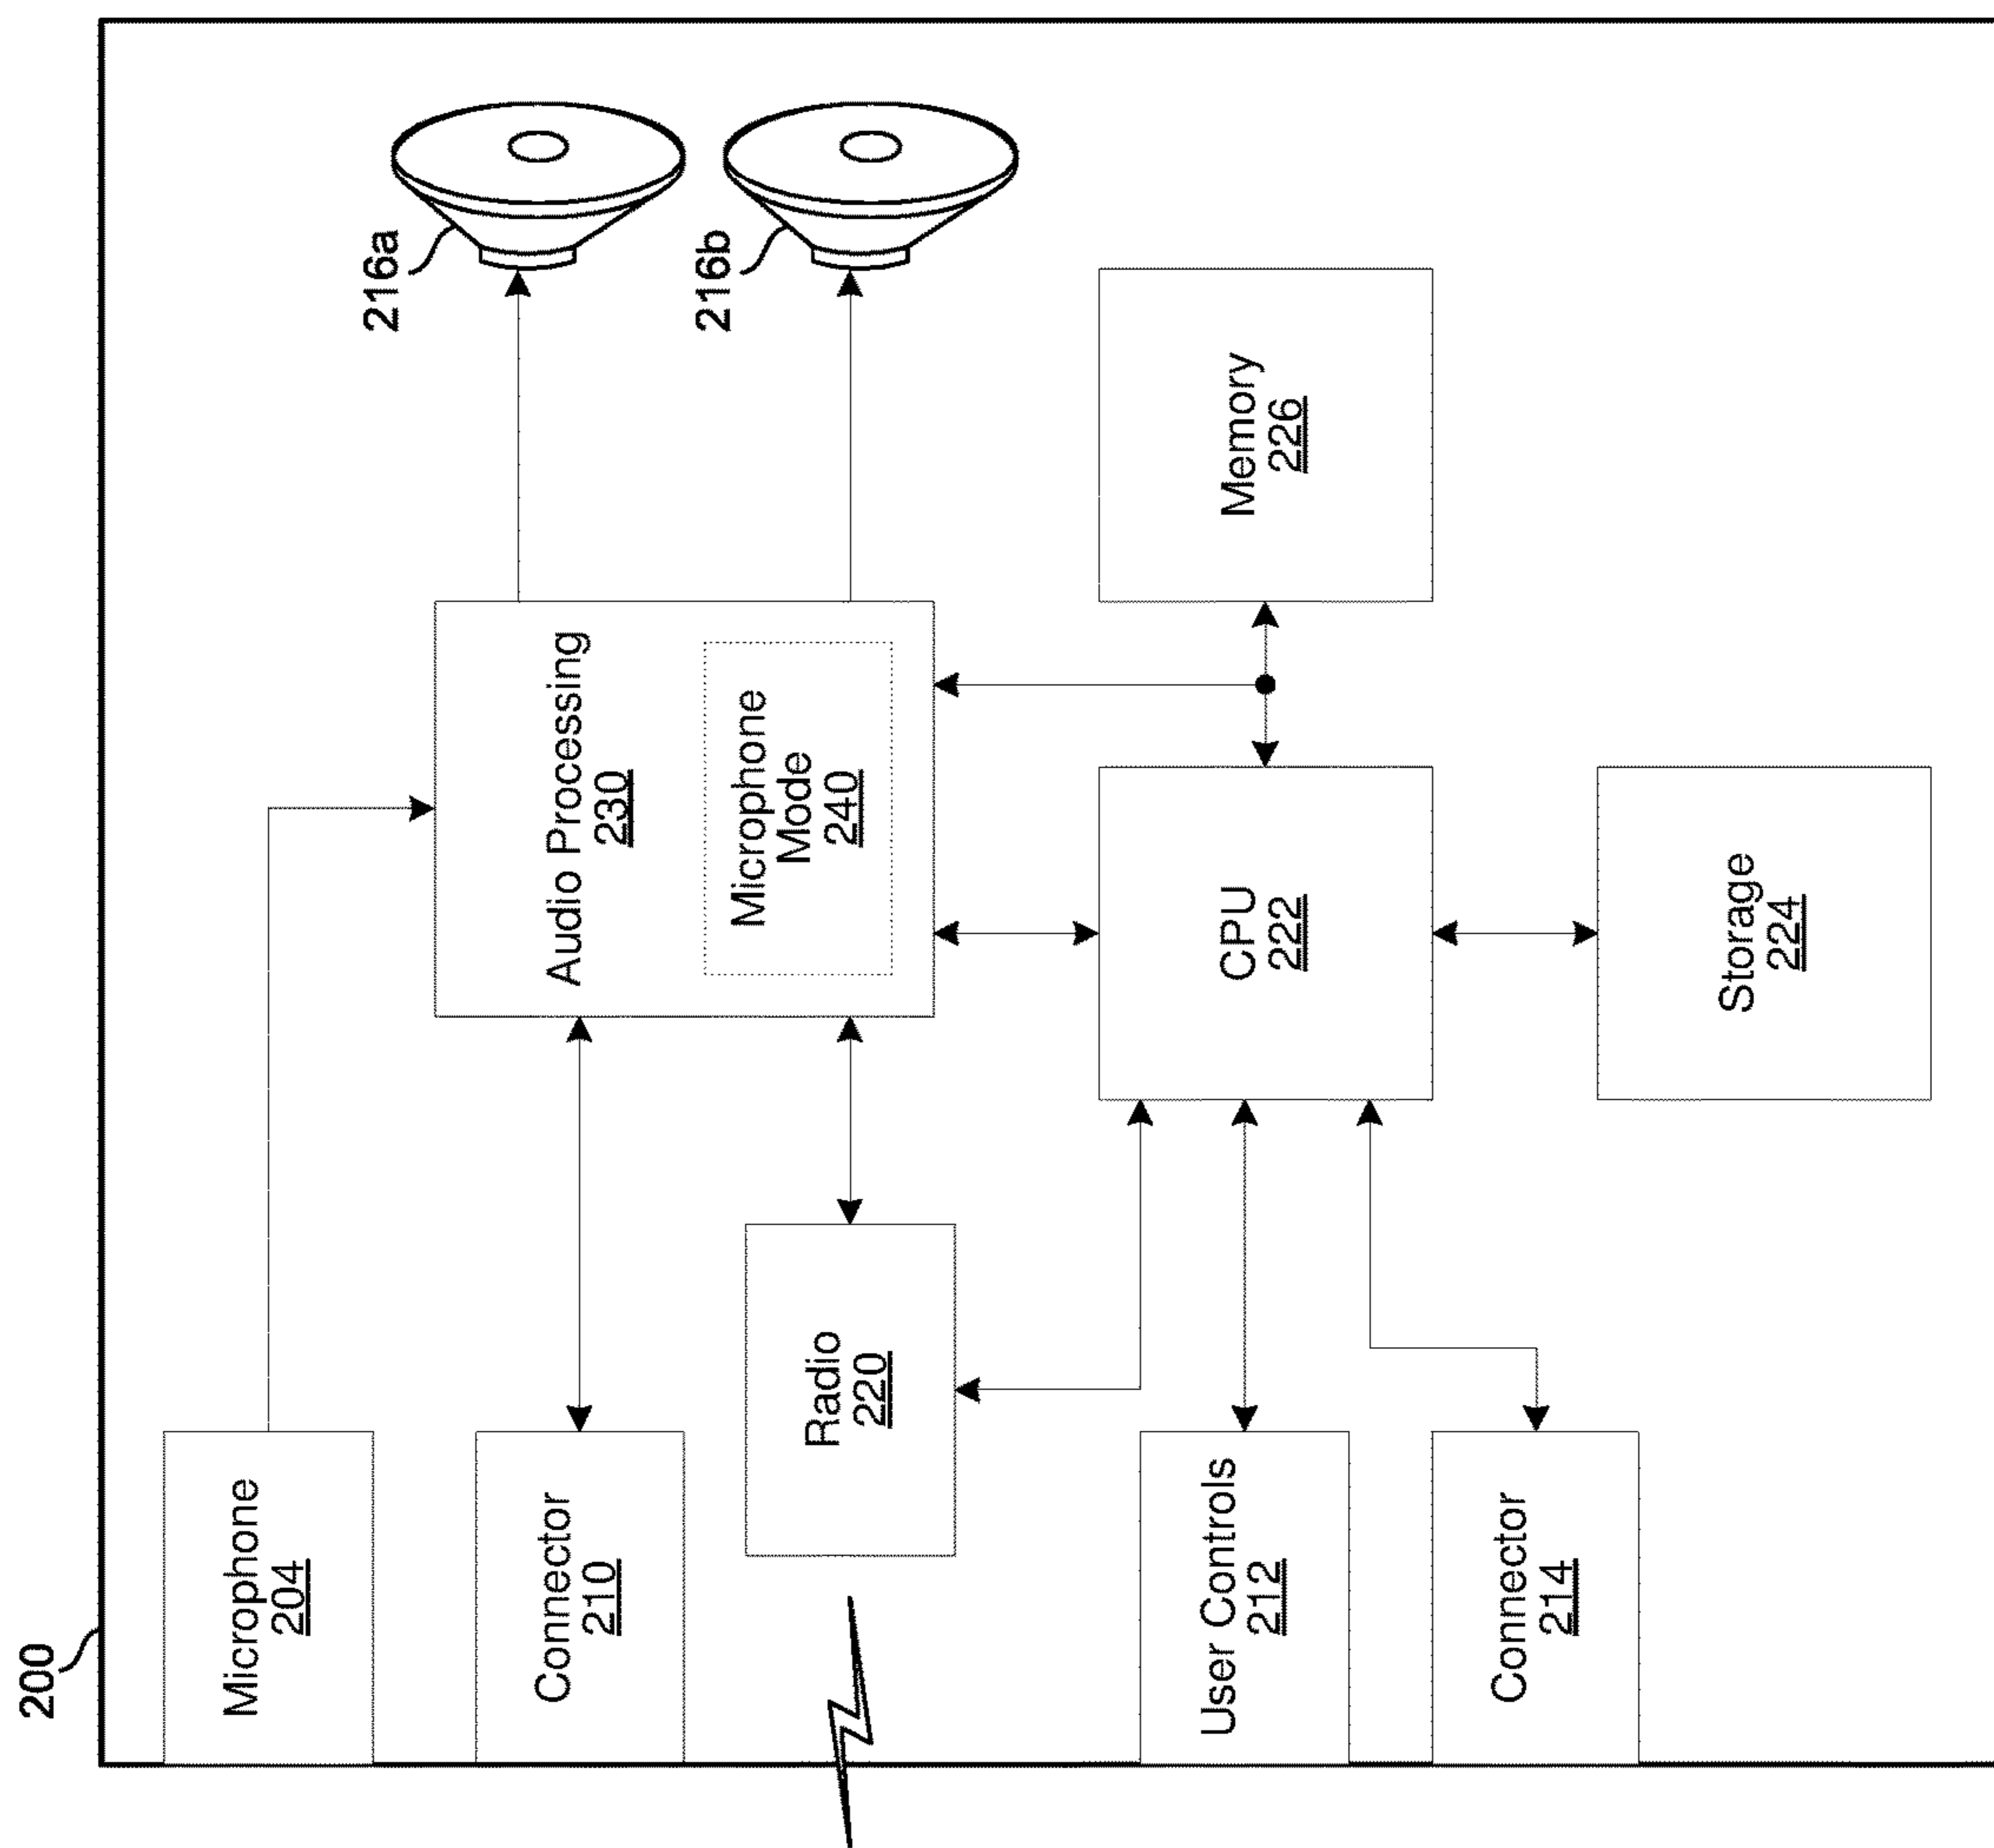 200
Microphone
204
Connector
210
Radio
220
User Controls
212
Connector
214
Audio Processing
230
Microphone
Mode
240
CPU
222
Storage
224
Memory
226
216a
216b